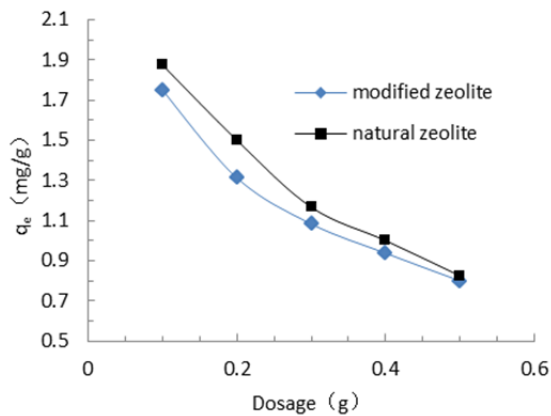 2.1
1.9
1.7
1.5
1.3
1.1
0.9
0.7
0.5
qₑ（mg/g）
modified zeolite
natural zeolite
0 0.2 0.4 0.6
Dosage（g）